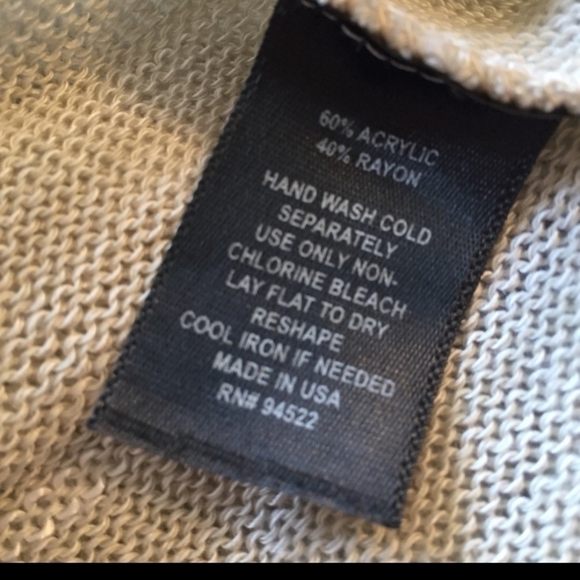 60% ACRYLIC
40% RAYON
HAND WASH COLD
SEPARATELY
USE ONLY NON-
CHLORINE BLEACH
LAY FLAT TO DRY
RESHAPE
COOL IRON IF NEEDED
MADE IN USA
RN# 94522